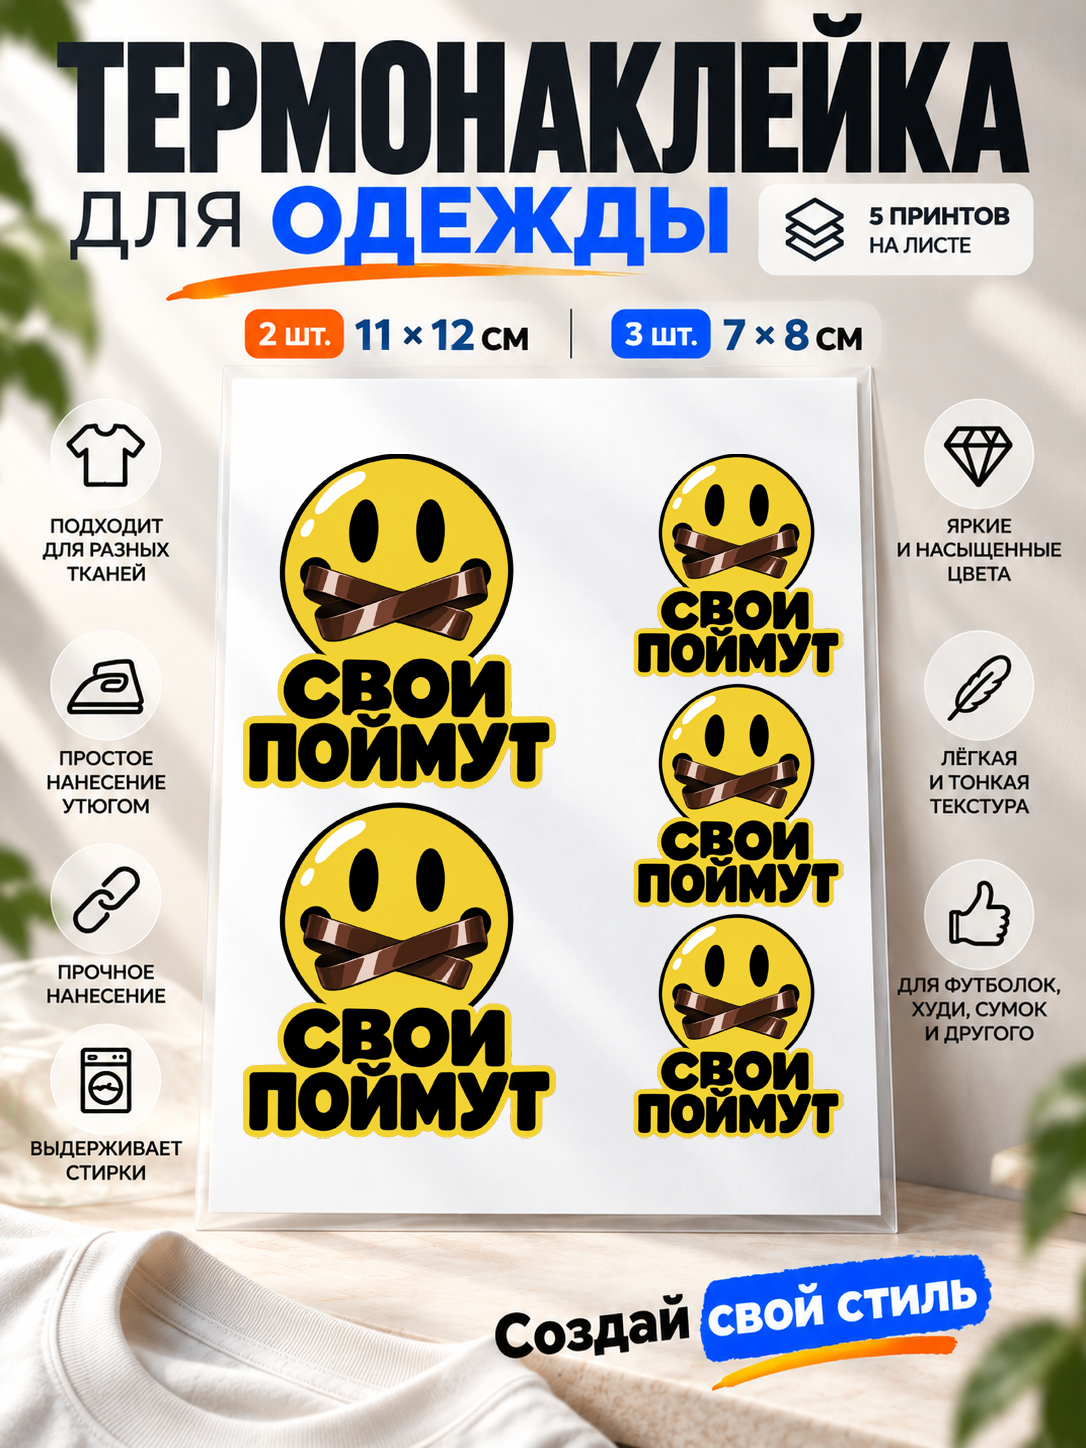 ТЕРМОНАКЛЕЙКА
ДЛЯ ОДЕЖДЫ
5 ПРИНТОВ
НА ЛИСТЕ
2 шт. 11 × 12 см
3 шт. 7 × 8 см
ПОДХОДИТ
ДЛЯ РАЗНЫХ
ТКАНЕЙ
ПРОСТОЕ
НАНЕСЕНИЕ
УТЮГОМ
ПРОЧНОЕ
НАНЕСЕНИЕ
ВЫДЕРЖИВАЕТ
СТИРКИ
СВОИ
ПОЙМУТ
СВОИ
ПОЙМУТ
СВОИ
ПОЙМУТ
СВОИ
ПОЙМУТ
СВОИ
ПОЙМУТ
ЯРКИЕ
И НАСЫЩЕННЫЕ
ЦВЕТА
ЛЁГКАЯ
И ТОНКАЯ
ТЕКСТУРА
ДЛЯ ФУТБОЛОК,
ХУДИ, СУМОК
И ДРУГОГО
Создай свой стиль